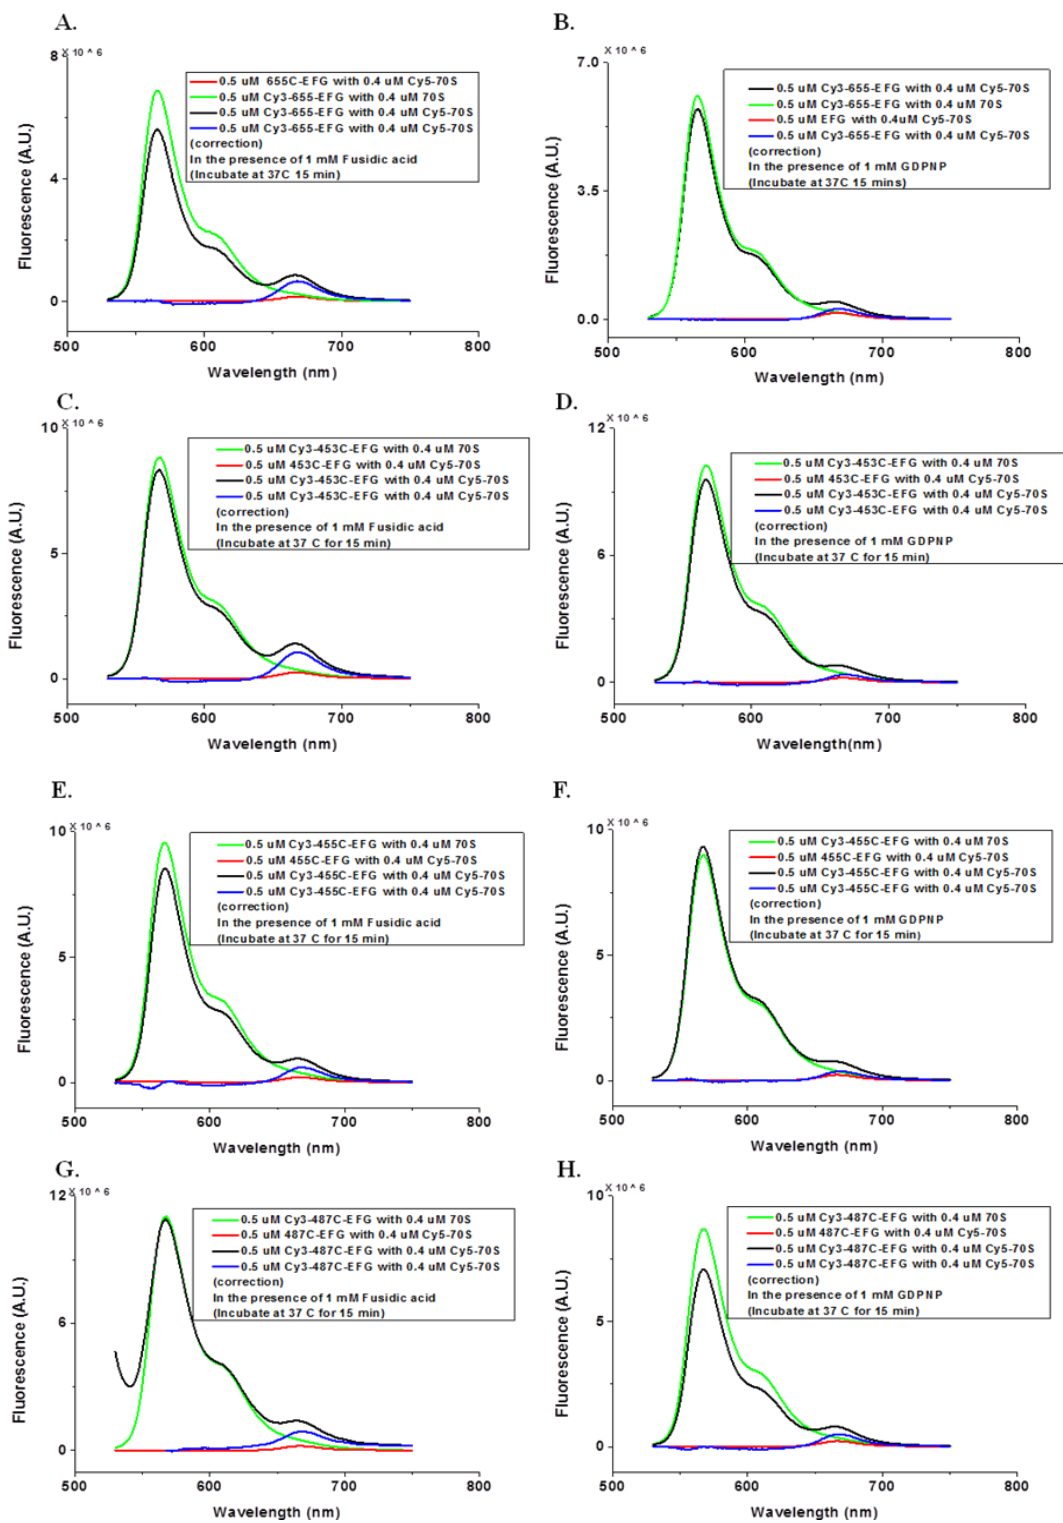 A.
X 10 ^ 6
8
4
0
Fluorescence (A.U.)
0.5 uM 655C-EFG with 0.4 uM Cy5-70S
0.5 uM Cy3-655-EFG with 0.4 uM 70S
0.5 uM Cy3-655-EFG with 0.4 uM Cy5-70S
0.5 uM Cy3-655-EFG with 0.4 uM Cy5-70S
(correction)
In the presence of 1 mM Fusidic acid
(Incubate at 37C 15 min)
500 600 700 800
Wavelength (nm)
B.
X 10 ^ 6
7.0
3.5
0.0
Fluorescence (A.U.)
0.5 uM Cy3-655-EFG with 0.4 uM Cy5-70S
0.5 uM Cy3-655-EFG with 0.4 uM 70S
0.5 uM EFG with 0.4uM Cy5-70S
0.5 uM Cy3-655-EFG with 0.4 uM Cy5-70S
(correction)
In the presence of 1 mM GDPNP
(Incubate at 37C 15 mins)
500 600 700 800
Wavelength (nm)
C.
X 10 ^ 6
10
5
0
Fluorescence (A.U.)
0.5 uM Cy3-453C-EFG with 0.4 uM 70S
0.5 uM 453C-EFG with 0.4 uM Cy5-70S
0.5 uM Cy3-453C-EFG with 0.4 uM Cy5-70S
0.5 uM Cy3-453C-EFG with 0.4 uM Cy5-70S
(correction)
In the presence of 1 mM Fusidic acid
(Incubate at 37 C for 15 min)
500 600 700 800
Wavelength (nm)
D.
X 10 ^ 6
12
6
0
Fluorescence (A.U.)
0.5 uM Cy3-453C-EFG with 0.4 uM 70S
0.5 uM 453C-EFG with 0.4 uM Cy5-70S
0.5 uM Cy3-453C-EFG with 0.4 uM Cy5-70S
0.5 uM Cy3-453C-EFG with 0.4 uM Cy5-70S
(correction)
In the presence of 1 mM GDPNP
(Incubate at 37 C for 15 min)
500 600 700 800
Wavelength(nm)
E.
X 10 ^ 6
10
5
0
Fluorescence (A.U.)
0.5 uM Cy3-455C-EFG with 0.4 uM 70S
0.5 uM 455C-EFG with 0.4 uM Cy5-70S
0.5 uM Cy3-455C-EFG with 0.4 uM Cy5-70S
0.5 uM Cy3-455C-EFG with 0.4 uM Cy5-70S
(correction)
In the presence of 1 mM Fusidic acid
(Incubate at 37 C for 15 min)
500 600 700 800
Wavelength (nm)
F.
X 10 ^ 6
10
5
0
Fluorescence (A.U.)
0.5 uM Cy3-455C-EFG with 0.4 uM 70S
0.5 uM 455C-EFG with 0.4 uM Cy5-70S
0.5 uM Cy3-455C-EFG with 0.4 uM Cy5-70S
0.5 uM Cy3-455C-EFG with 0.4 uM Cy5-70S
(correction)
In the presence of 1 mM GDPNP
(Incubate at 37 C for 15 min)
500 600 700 800
Wavelength (nm)
G.
X 10 ^ 6
12
6
0
Fluorescence (A.U.)
0.5 uM Cy3-487C-EFG with 0.4 uM 70S
0.5 uM 487C-EFG with 0.4 uM Cy5-70S
0.5 uM Cy3-487C-EFG with 0.4 uM Cy5-70S
0.5 uM Cy3-487C-EFG with 0.4 uM Cy5-70S
(correction)
In the presence of 1 mM Fusidic acid
(Incubate at 37 C for 15 min)
500 600 700 800
Wavelength (nm)
H.
X 10 ^ 6
10
5
0
Fluorescence (A.U.)
0.5 uM Cy3-487C-EFG with 0.4 uM 70S
0.5 uM 487C-EFG with 0.4 uM Cy5-70S
0.5 uM Cy3-487C-EFG with 0.4 uM Cy5-70S
0.5 uM Cy3-487C-EFG with 0.4 uM Cy5-70S
(correction)
In the presence of 1 mM GDPNP
(Incubate at 37 C for 15 min)
500 600 700 800
Wavelength (nm)